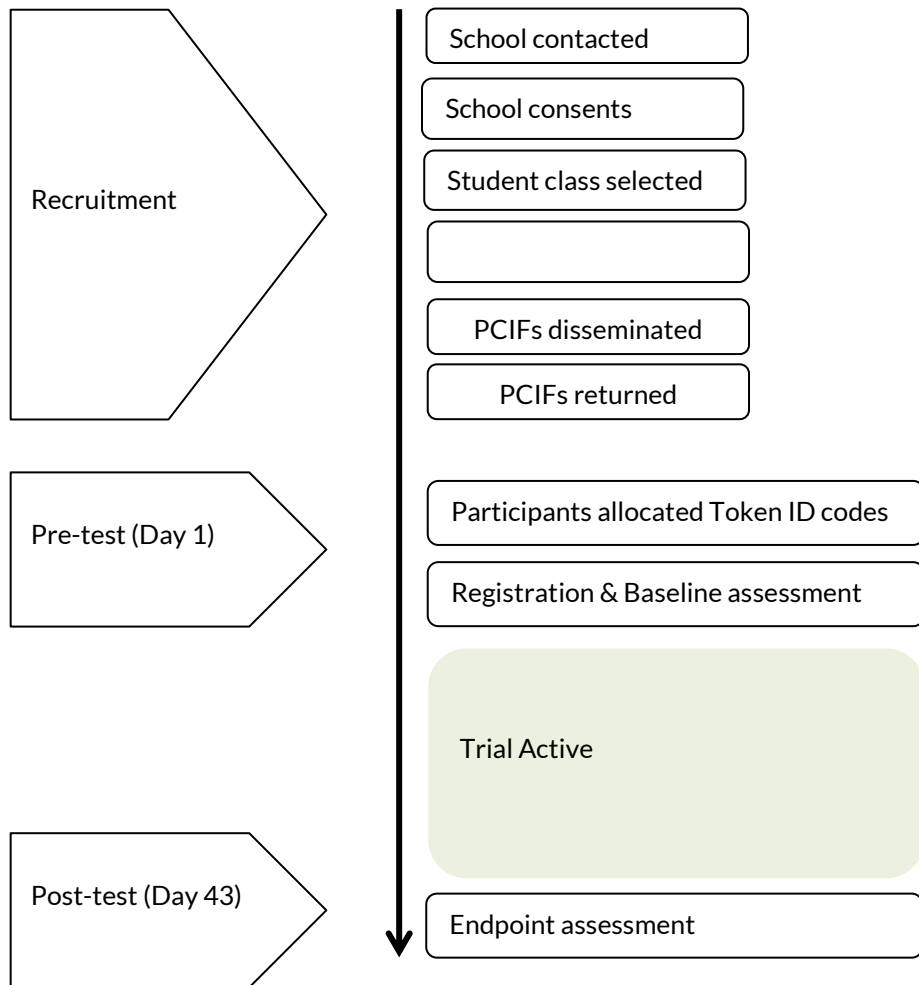 School contacted
School consents
Student class selected
Recruitment
PCIFs disseminated
PCIFs returned
Participants allocated Token ID codes
Pre-test (Day 1)
Registration & Baseline assessment
Trial Active
Post-test (Day 43)
Endpoint assessment